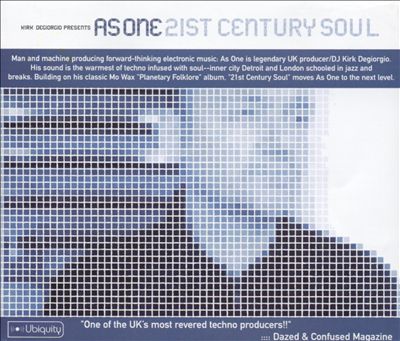 KIRK DEGIORGIO PRESENTS AS ONE 21ST CENTURY SOUL
Man and machine producing forward-thinking electronic music. As One is legendary UK producer/DJ Kirk Degiorgio.
His sound is the warmest of techno infused with soul--inner city Detroit and London schooled in jazz and
breaks. Building on his classic Mo Wax "Planetary Folklore" album, "21st Century Soul" moves As One to the next level.
"One of the UK's most revered techno producers!!"
:::: Dazed & Confused Magazine
Ubiquity